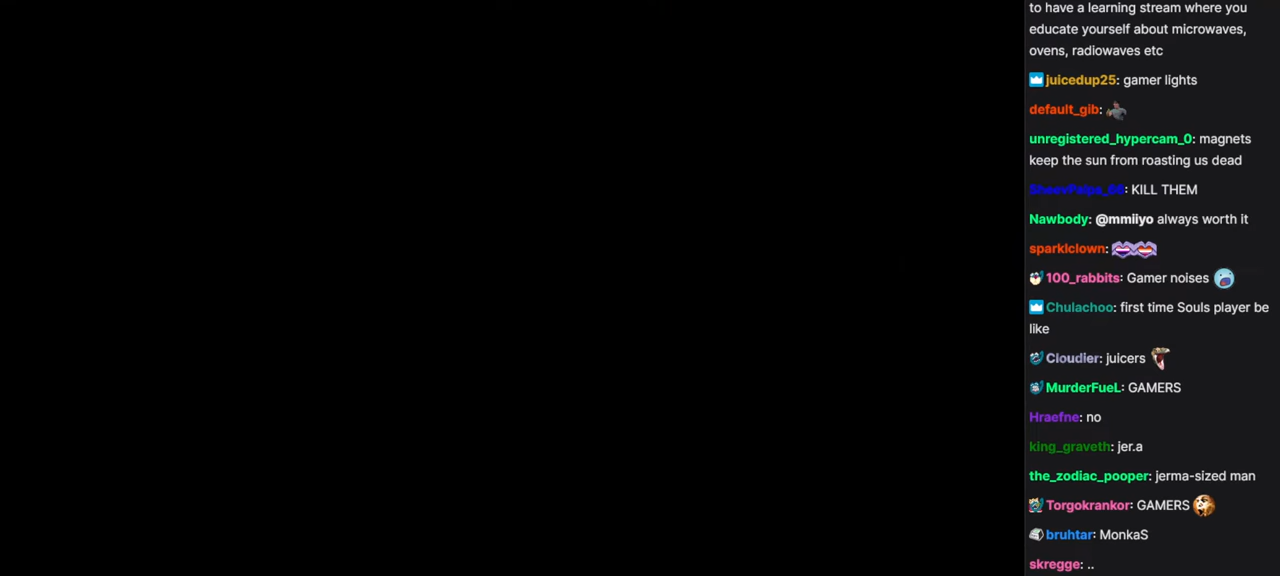 to have a learning stream where you
educate yourself about microwaves,
ovens, radiowaves etc
juicedup25: gamer lights
default_gib:
unregistered_hypercam_0: magnets
keep the sun from roasting us dead
SheevPalps_66: KILL THEM
Nawbody: @mmiiyo always worth it
sparklclown:
100_rabbits: Gamer noises
Chulachoo: first time Souls player be
like
Cloudier: juicers
MurderFueL: GAMERS
Hraefne: no
king_graveth: jer.a
the_zodiac_pooper: jerma-sized man
Torgokrankor: GAMERS
bruhtar: MonkaS
skregge: ..